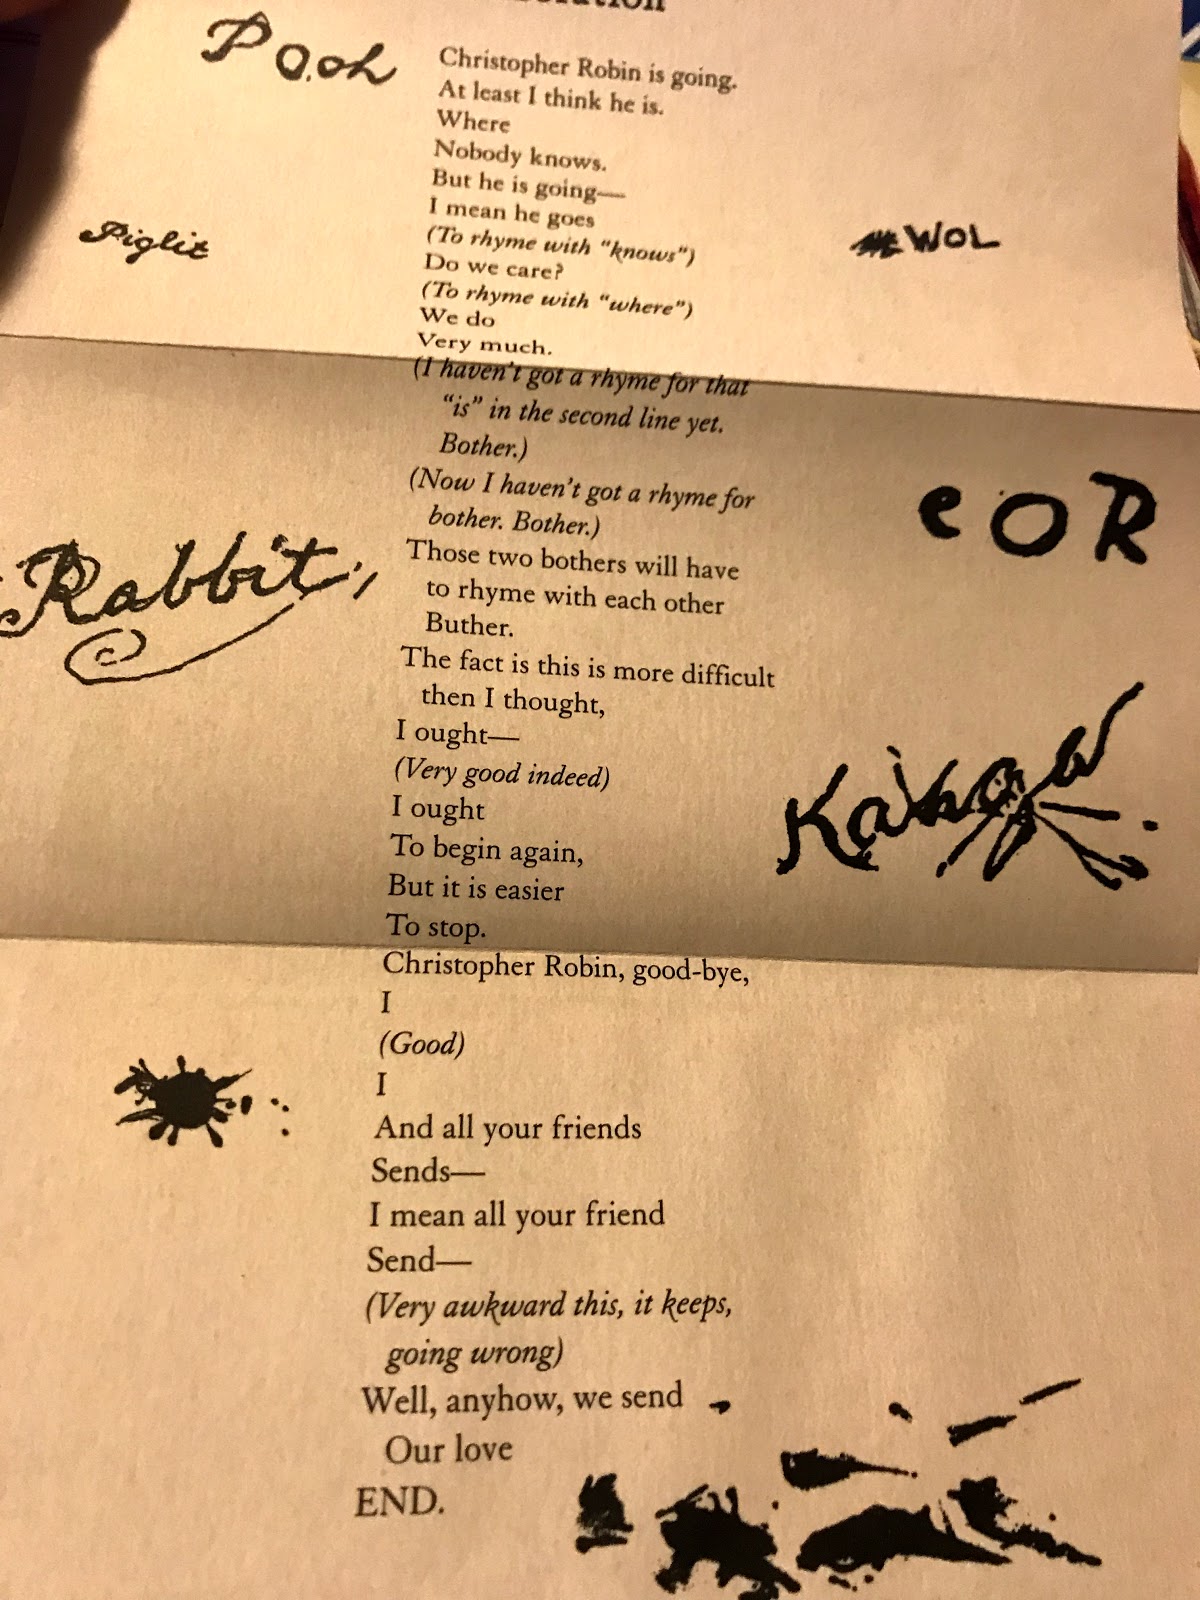 Pooh
Christopher Robin is going.
At least I think he is.
Where
Nobody knows.
But he is going—
I mean he goes
(To rhyme with “knows”)
Piglit
WOL
Do we care?
(To rhyme with “where”)
We do
Very much.
(I haven’t got a rhyme for that
“is” in the second line yet.
Bother.)
(Now I haven’t got a rhyme for
bother. Bother.)
eOR
Those two bothers will have
to rhyme with each other
Buther.
Rabbit
The fact is this is more difficult
then I thought,
I ought—
(Very good indeed)
I ought
To begin again,
But it is easier
To stop.
Christopher Robin, good-bye,
I
(Good)
I
And all your friends
Sends—
I mean all your friend
Send—
(Very awkward this, it keeps,
going wrong)
Well, anyhow, we send
Our love
END.